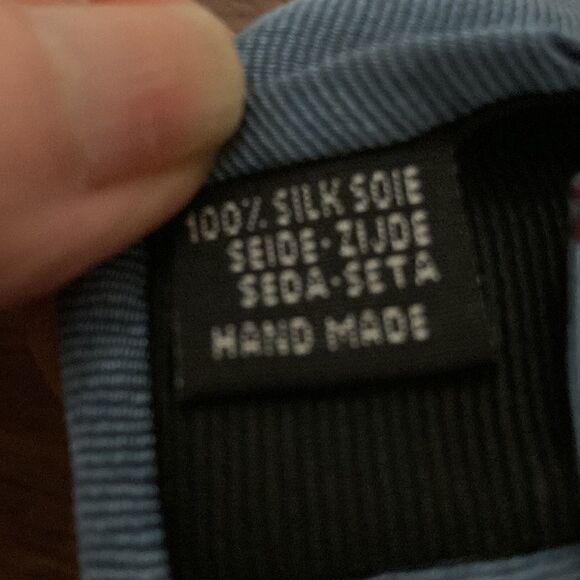 100% SILK SOIE
SEIDE-ZIJDE
SEDA-SETA
HAND MADE